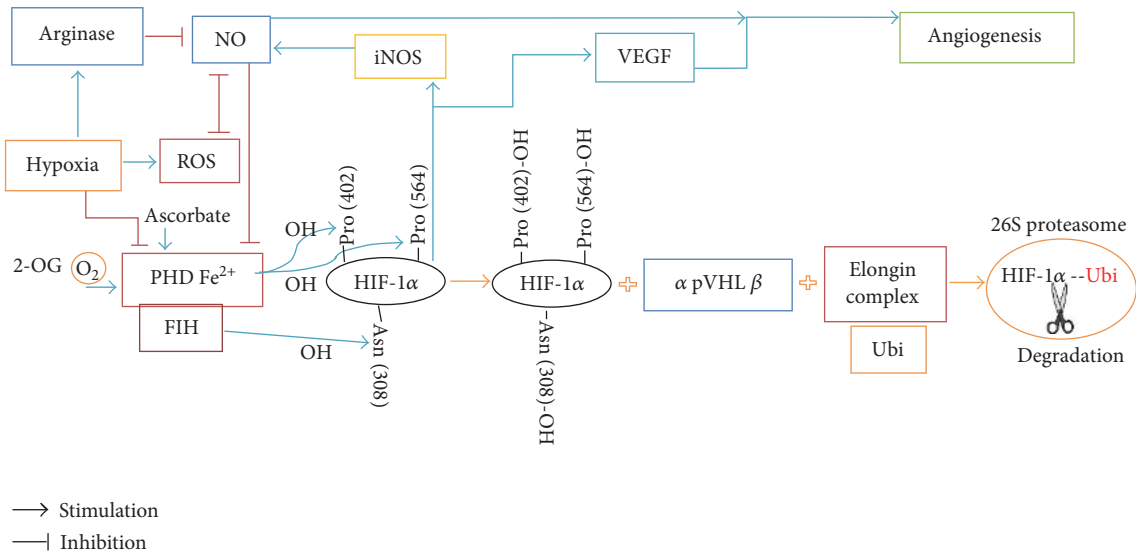 Arginase
NO
iNOS
VEGF
Angiogenesis
Hypoxia
ROS
Ascorbate
2-OG
O2
PHD Fe2+
FIH
OH
OH
OH
Pro (402)
Pro (564)
HIF-1α
Asn (308)
Pro (402)-OH
Pro (564)-OH
HIF-1α
Asn (308)-OH
α pVHL β
Elongin
complex
Ubi
26S proteasome
HIF-1α --Ubi
Degradation
Stimulation
Inhibition